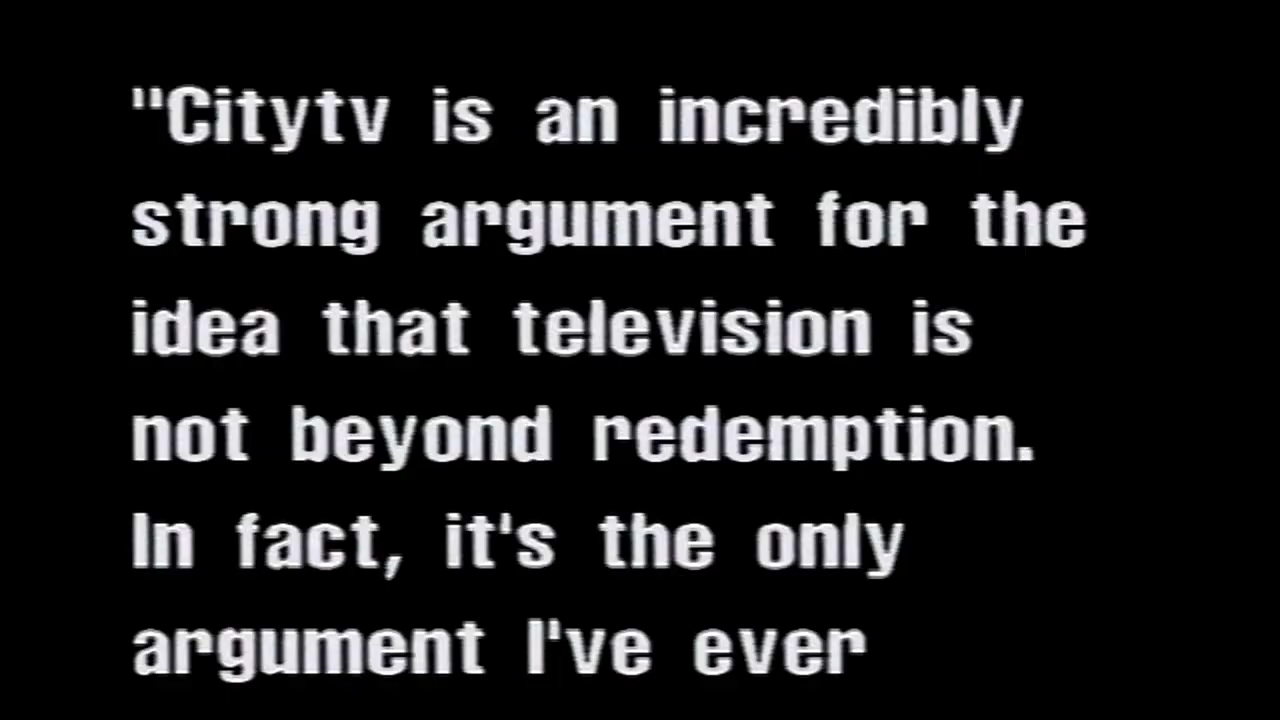 "Citytv is an incredibly
strong argument for the
idea that television is
not beyond redemption.
In fact, it's the only
argument I've ever